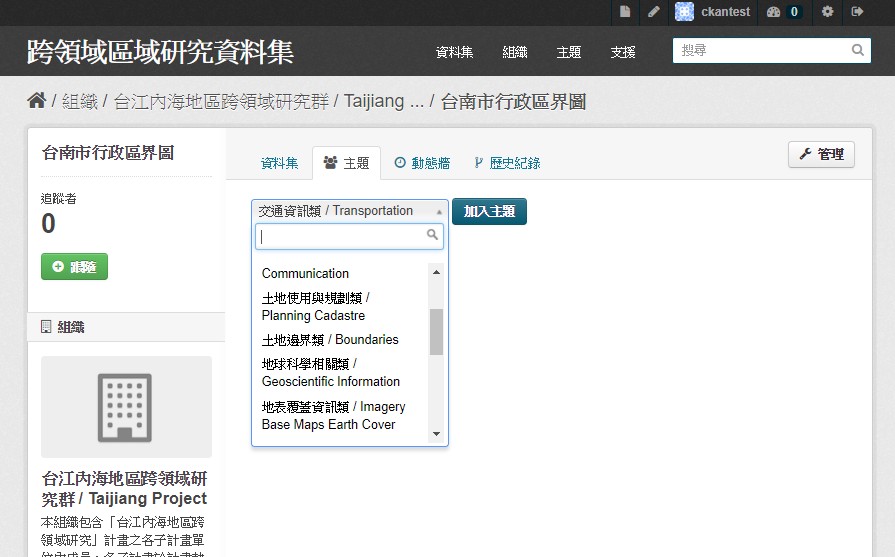 ckantest 0
跨領域區域研究資料集 資料集 組織 主題 支援 搜尋
/ 組織 / 台江內海地區跨領域研究群 / Taijiang ... / 台南市行政區界圖
台南市行政區界圖
資料集 主題 動態牆 歷史紀錄 管理
追蹤者
0
跟隨
交通資訊類 / Transportation 加入主題
Communication
土地使用與規劃類 /
Planning Cadastre
土地邊界類 / Boundaries
地球科學相關類 /
Geoscientific Information
地表覆蓋資訊類 / Imagery
Base Maps Earth Cover
組織
台江內海地區跨領域研
究群 / Taijiang Project
本組織包含「台江內海地區跨
領域研究」計畫之各子計畫單